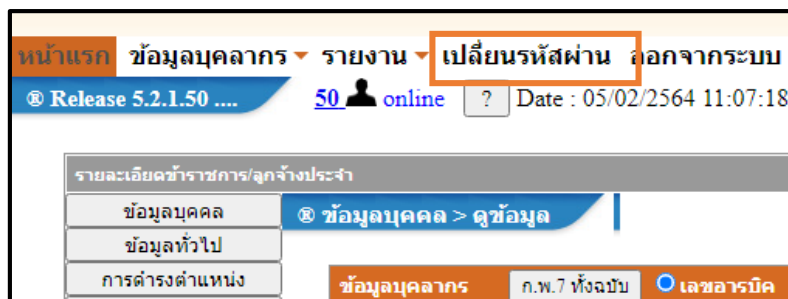 หน้าแรก ข้อมูลบุคลากร รายงาน เปลี่ยนรหัสผ่าน ออกจากระบบ
® Release 5.2.1.50 .... 50 online ? Date : 05/02/2564 11:07:18
รายละเอียดข้าราชการ/ลูกจ้างประจำ
ข้อมูลบุคคล ® ข้อมูลบุคคล > ดูข้อมูล
ข้อมูลทั่วไป
การดำรงตำแหน่ง
ข้อมูลบุคลากร ก.พ.7 ทั้งฉบับ เลขอารบิค